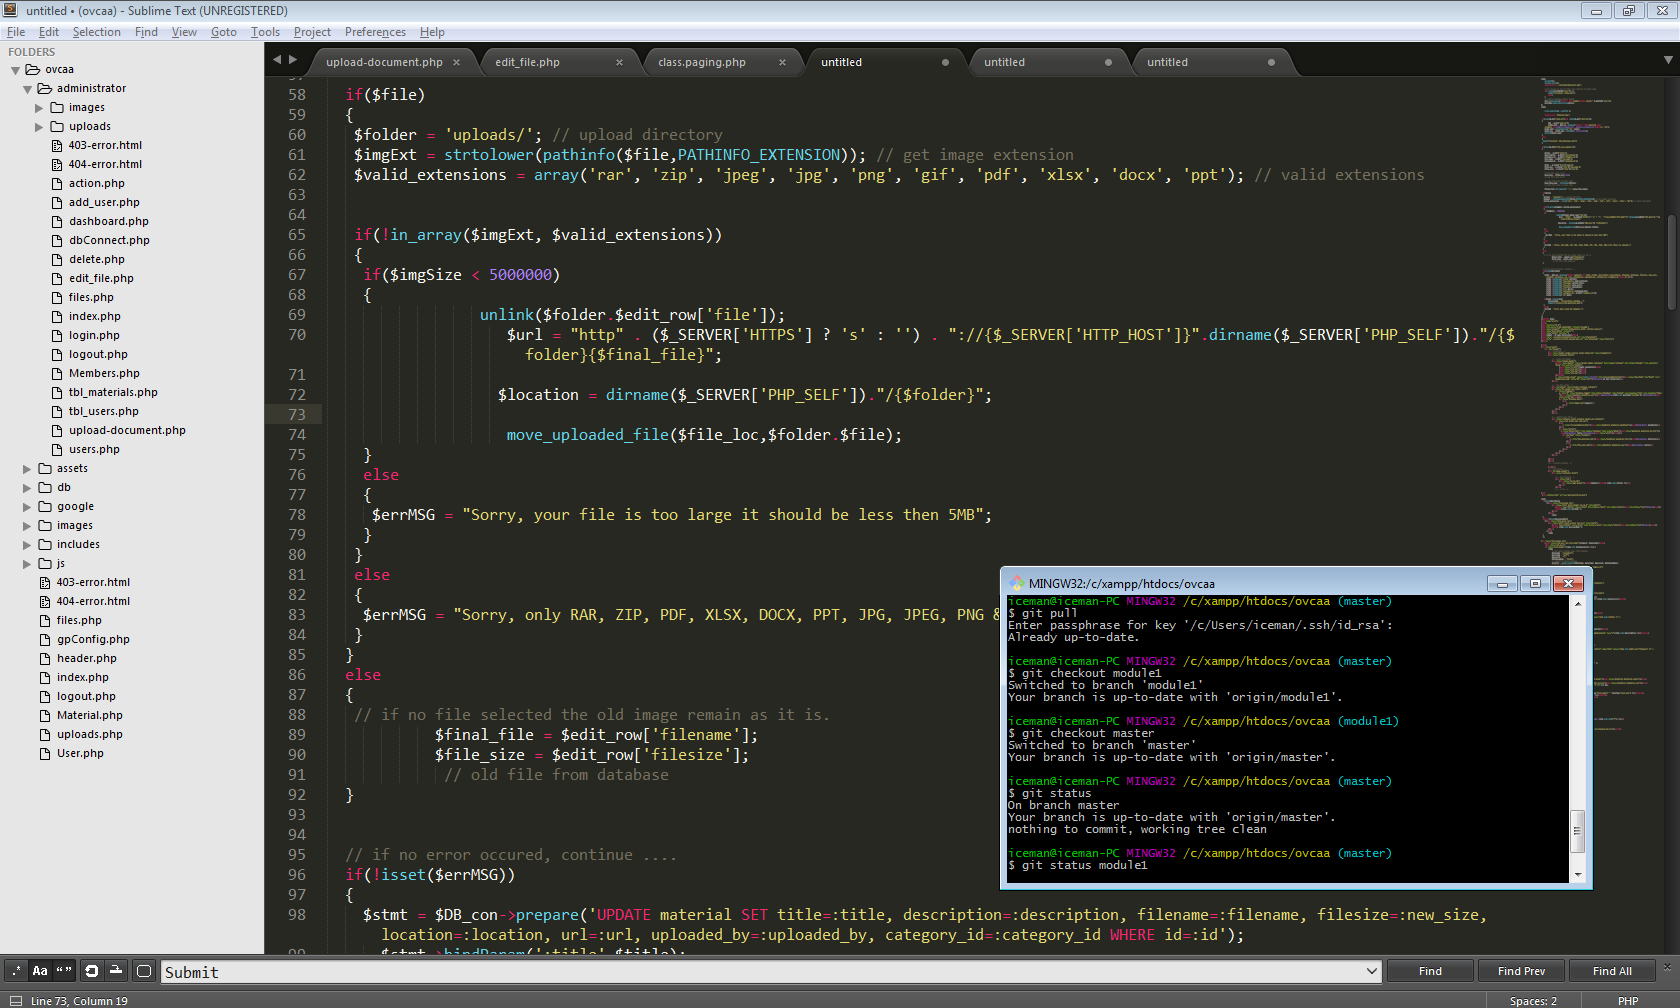 untitled • (ovcaa) - Sublime Text (UNREGISTERED)
File Edit Selection Find View Goto Tools Project Preferences Help
FOLDERS
ovcaa
administrator
images
uploads
403-error.html
404-error.html
action.php
add_user.php
dashboard.php
dbConnect.php
delete.php
edit_file.php
files.php
index.php
login.php
logout.php
Members.php
tbl_materials.php
tbl_users.php
upload-document.php
users.php
assets
db
google
images
includes
js
403-error.html
404-error.html
files.php
gpConfig.php
header.php
index.php
logout.php
Material.php
uploads.php
User.php
upload-document.php × edit_file.php × class.paging.php × untitled • untitled • untitled •
58 if($file)
59 {
60 $folder = 'uploads/'; // upload directory
61 $imgExt = strtolower(pathinfo($file,PATHINFO_EXTENSION)); // get image extension
62 $valid_extensions = array('rar', 'zip', 'jpeg', 'jpg', 'png', 'gif', 'pdf', 'xlsx', 'docx', 'ppt'); // valid extensions
63
64
65 if(!in_array($imgExt, $valid_extensions))
66 {
67 if($imgSize < 5000000)
68 {
69 unlink($folder.$edit_row['file']);
70 $url = "http" . ($_SERVER['HTTPS'] ? 's' : '') . "://{$_SERVER['HTTP_HOST']}".dirname($_SERVER['PHP_SELF'])."/{$
folder}{$final_file}";
71
72 $location = dirname($_SERVER['PHP_SELF'])."/{$folder}";
73
74 move_uploaded_file($file_loc,$folder.$file);
75 }
76 else
77 {
78 $errMSG = "Sorry, your file is too large it should be less then 5MB";
79 }
80 }
81 else
82 {
83 $errMSG = "Sorry, only RAR, ZIP, PDF, XLSX, DOCX, PPT, JPG, JPEG, PNG &
84 }
85 }
86 else
87 {
88 // if no file selected the old image remain as it is.
89 $final_file = $edit_row['filename'];
90 $file_size = $edit_row['filesize'];
91 // old file from database
92 }
93
94
95 // if no error occured, continue ....
96 if(!isset($errMSG))
97 {
98 $stmt = $DB_con->prepare('UPDATE material SET title=:title, description=:description, filename=:filename, filesize=:new_size,
location=:location, url=:url, uploaded_by=:uploaded_by, category_id=:category_id WHERE id=:id');
99 $stmt->bindParam(':title',$title);
MINGW32:/c/xampp/htdocs/ovcaa
iceman@iceman-PC MINGW32 /c/xampp/htdocs/ovcaa (master)
$ git pull
Enter passphrase for key '/c/Users/iceman/.ssh/id_rsa':
Already up-to-date.
iceman@iceman-PC MINGW32 /c/xampp/htdocs/ovcaa (master)
$ git checkout module1
Switched to branch 'module1'
Your branch is up-to-date with 'origin/module1'.
iceman@iceman-PC MINGW32 /c/xampp/htdocs/ovcaa (module1)
$ git checkout master
Switched to branch 'master'
Your branch is up-to-date with 'origin/master'.
iceman@iceman-PC MINGW32 /c/xampp/htdocs/ovcaa (master)
$ git status
On branch master
Your branch is up-to-date with 'origin/master'.
nothing to commit, working tree clean
iceman@iceman-PC MINGW32 /c/xampp/htdocs/ovcaa (master)
$ git status module1
.* Aa “ ” Submit Find Find Prev Find All
Line 73, Column 19 Spaces: 2 PHP